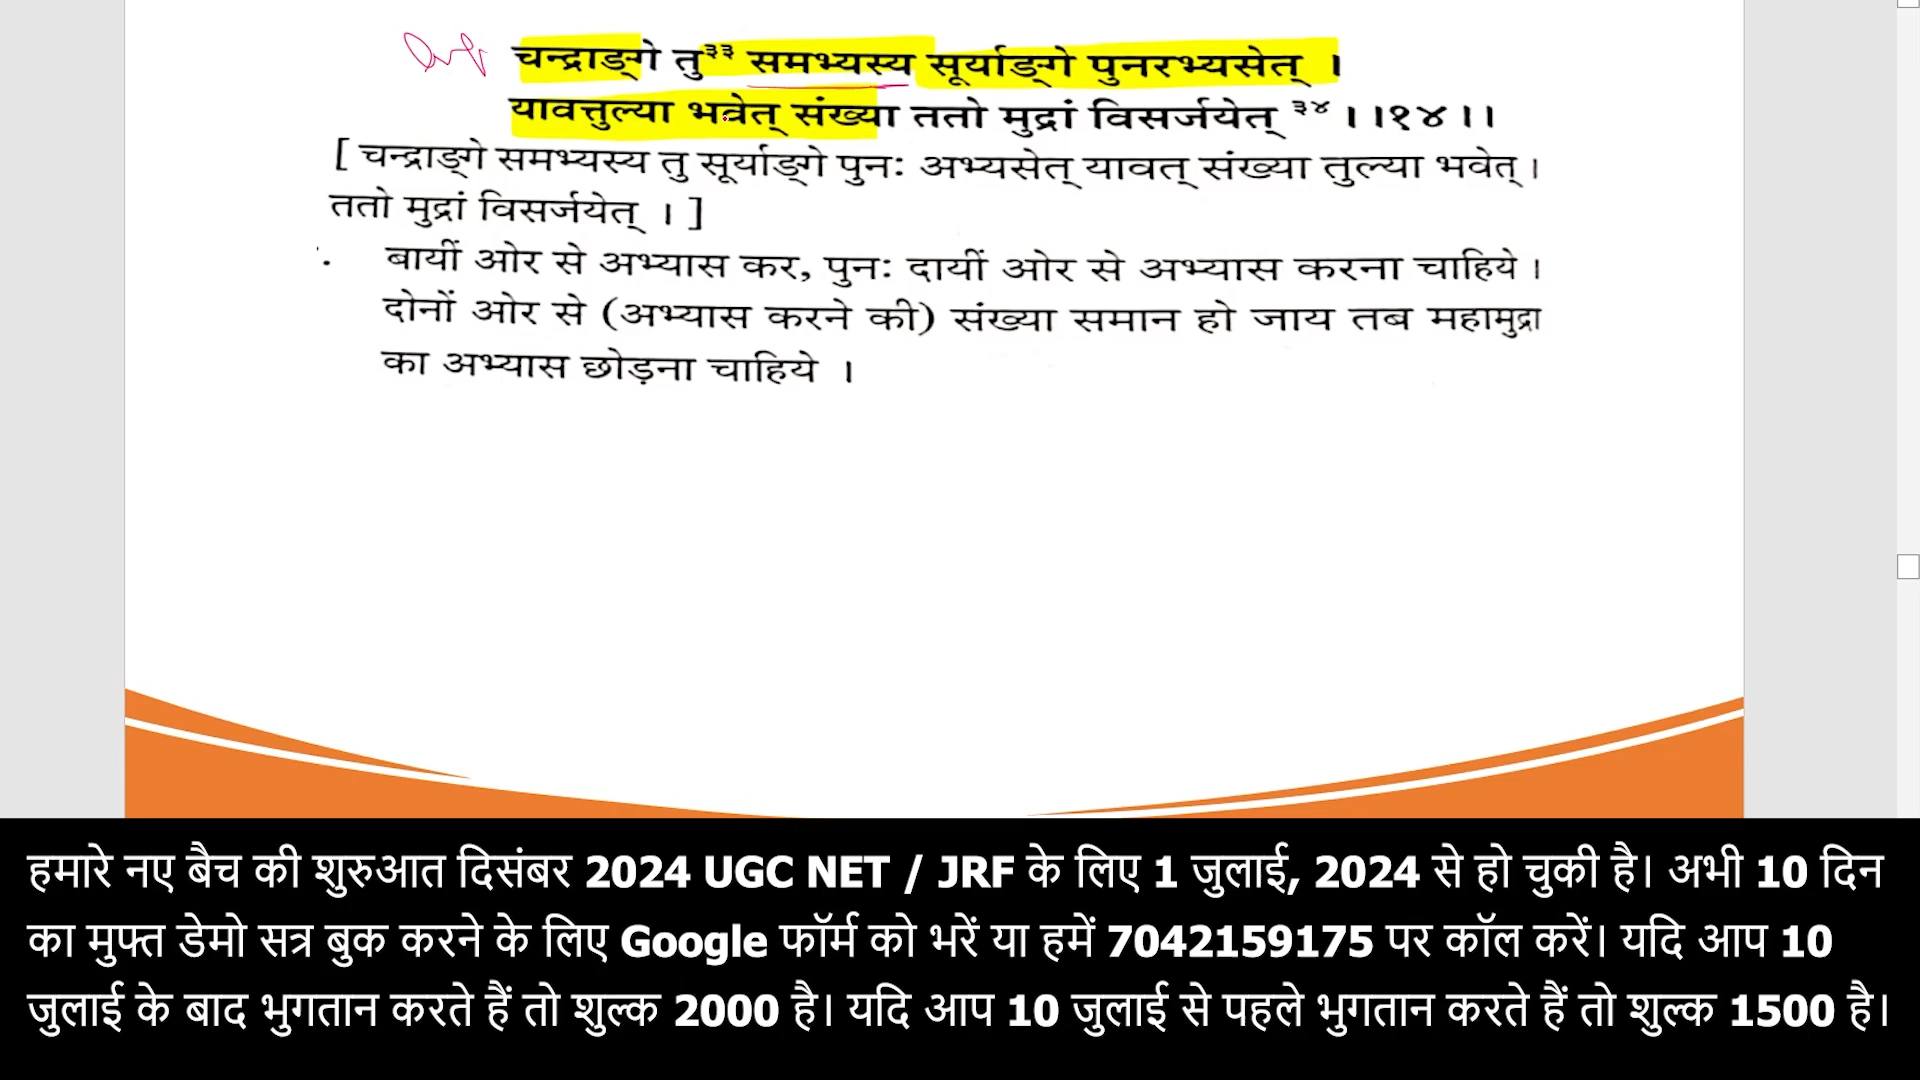 चन्द्राङ्गे तु³³ समभ्यस्य सूर्याङ्गे पुनरभ्यसेत् ।
यावत्तुल्या भवेत् संख्या ततो मुद्रां विसर्जयेत् ³⁴ ।।१४।।
[ चन्द्राङ्गे समभ्यस्य तु सूर्याङ्गे पुनः अभ्यसेत् यावत् संख्या तुल्या भवेत् ।
ततो मुद्रां विसर्जयेत् । ]
बायीं ओर से अभ्यास कर, पुनः दायीं ओर से अभ्यास करना चाहिये ।
दोनों ओर से (अभ्यास करने की) संख्या समान हो जाय तब महामुद्रा
का अभ्यास छोड़ना चाहिये ।
हमारे नए बैच की शुरुआत दिसंबर 2024 UGC NET / JRF के लिए 1 जुलाई, 2024 से हो चुकी है। अभी 10 दिन
का मुफ्त डेमो सत्र बुक करने के लिए Google फॉर्म को भरें या हमें 7042159175 पर कॉल करें। यदि आप 10
जुलाई के बाद भुगतान करते हैं तो शुल्क 2000 है। यदि आप 10 जुलाई से पहले भुगतान करते हैं तो शुल्क 1500 है।